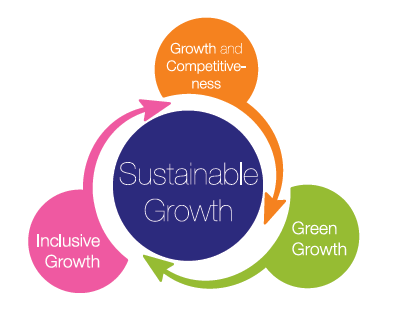 Growth and
Competitive-
ness
Sustainable
Growth
Inclusive
Growth
Green
Growth